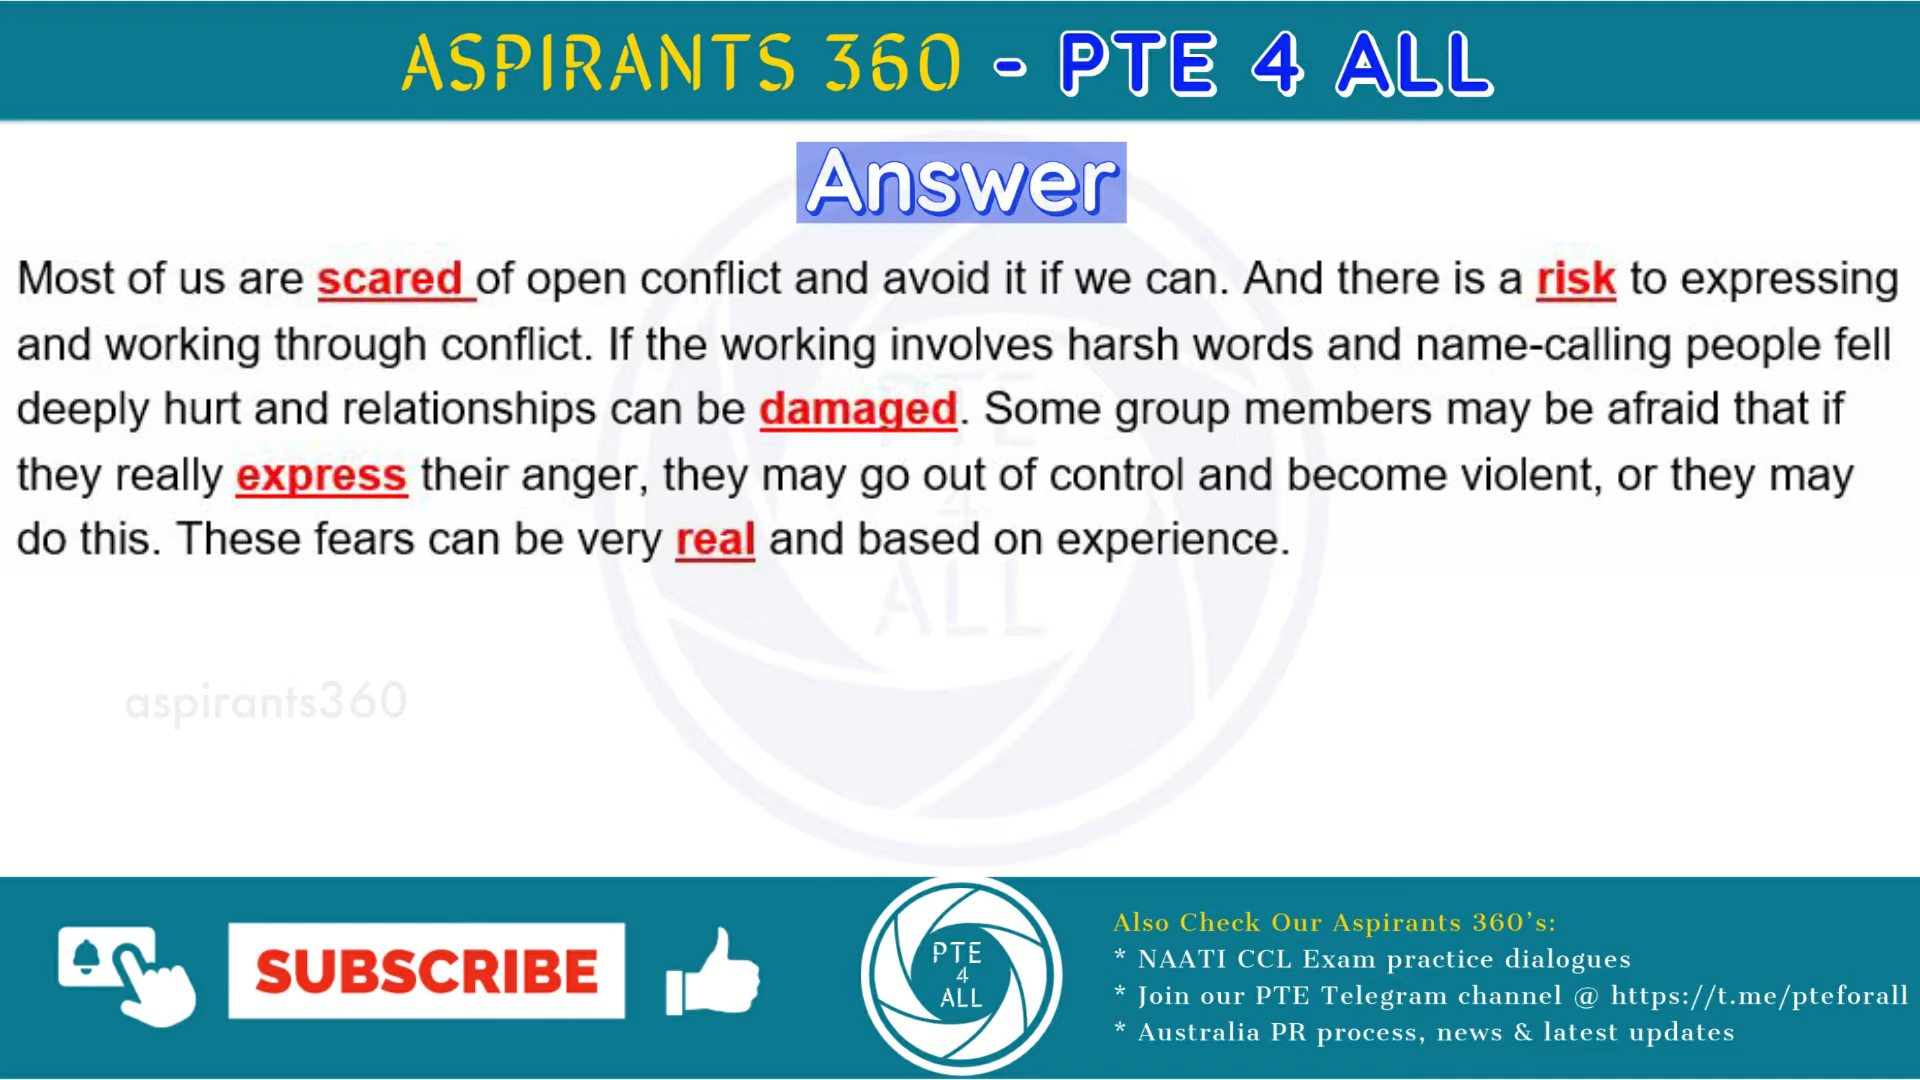 ASPIRANTS 360 - PTE 4 ALL
Answer
Most of us are scared of open conflict and avoid it if we can. And there is a risk to expressing
and working through conflict. If the working involves harsh words and name-calling people fell
deeply hurt and relationships can be damaged. Some group members may be afraid that if
they really express their anger, they may go out of control and become violent, or they may
do this. These fears can be very real and based on experience.
PTE
4
ALL
aspirants360
SUBSCRIBE
PTE
4
ALL
Also Check Our Aspirants 360's:
* NAATI CCL Exam practice dialogues
* Join our PTE Telegram channel @ https://t.me/pteforall
* Australia PR process, news & latest updates